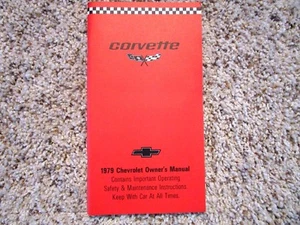 corvette
1979 Chevrolet Owner's Manual
Contains Important Operating
Safety & Maintenance Instructions
Keep With Car At All Times.